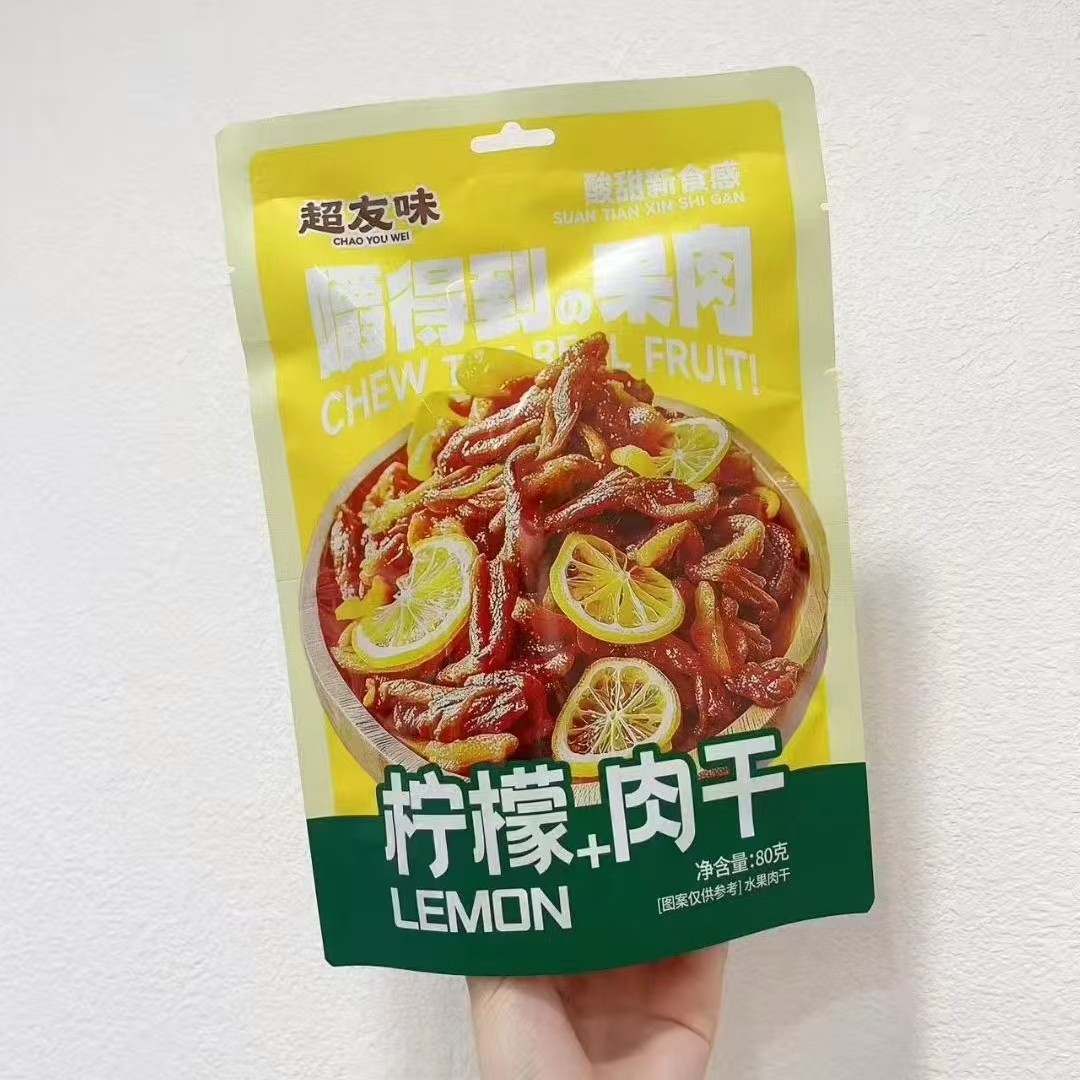 超友味
CHAO YOU WEI
酸甜新食感
SUAN TIAN XIN SHI GAN
嚼得到の果肉
CHEW THE REAL FRUIT!
柠檬+肉干
LEMON
净含量:80克
[图案仅供参考] 水果肉干